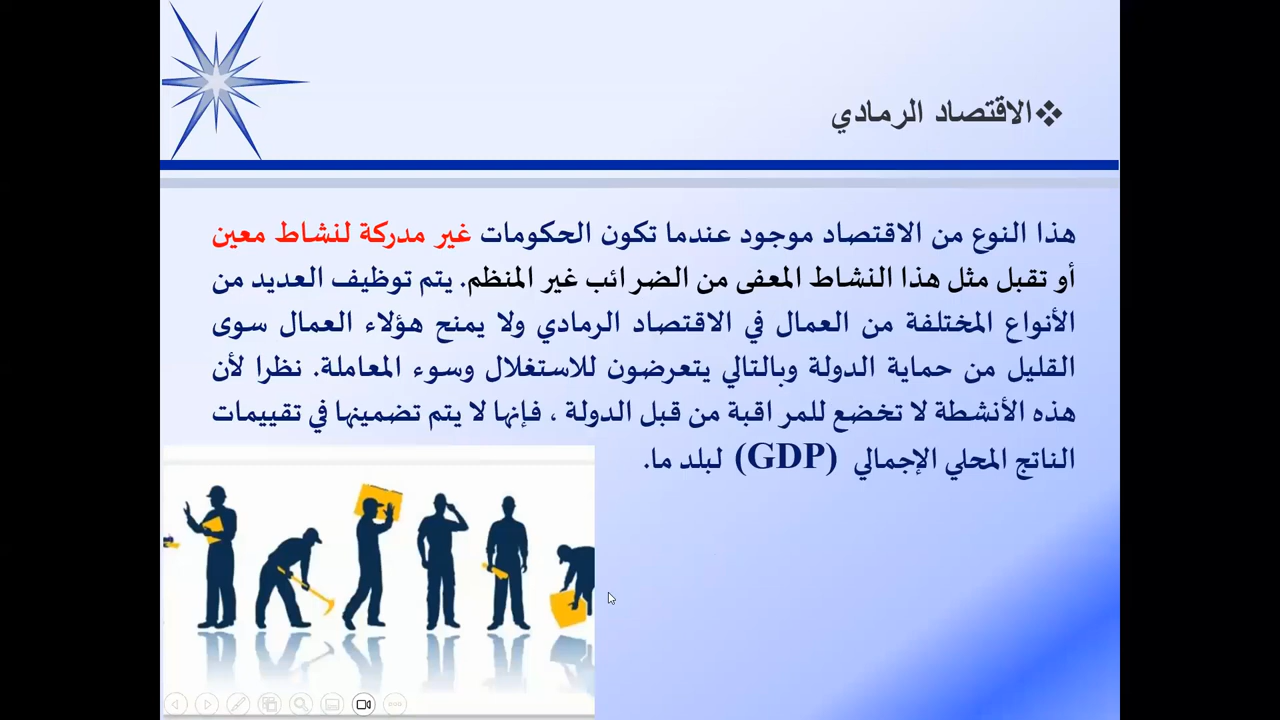 ❖الاقتصاد الرمادي
هذا النوع من الاقتصاد موجود عندما تكون الحكومات غير مدركة لنشاط معين
أو تقبل مثل هذا النشاط المعفى من الضرائب غير المنظم. يتم توظيف العديد من
الأنواع المختلفة من العمال في الاقتصاد الرمادي ولا يمنح هؤلاء العمال سوى
القليل من حماية الدولة وبالتالي يتعرضون للاستغلال وسوء المعاملة. نظرا لأن
هذه الأنشطة لا تخضع للمراقبة من قبل الدولة ، فإنها لا يتم تضمينها في تقييمات
الناتج المحلي الإجمالي (GDP) لبلد ما.